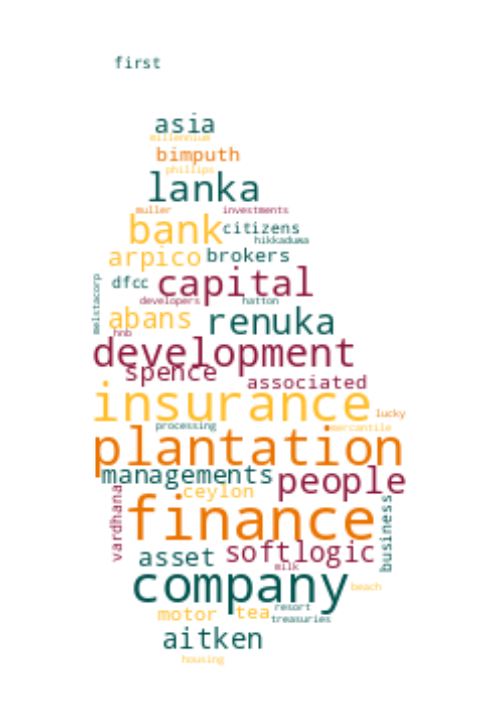 first
asia
millennium
bimputh
phillips
lanka
muller investments
bank citizens
hikkaduwa
arpico brokers
melstacorp dfcc capital
developers hatton
abans renuka
hnb
development
spence
associated
insurance lucky
processing mercantile
plantation
managements people
vardhana ceylon business
finance
asset softlogic
milk
company beach
motor tea resort
treasuries
aitken
housing